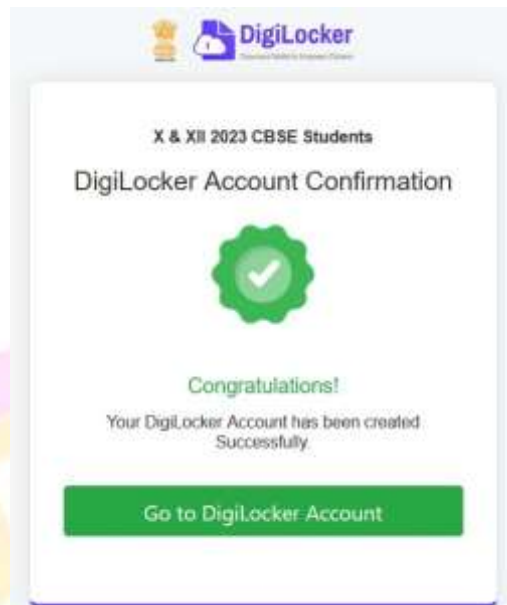 DigiLocker
X & XII 2023 CBSE Students
DigiLocker Account Confirmation
Congratulations!
Your DigiLocker Account has been created
Successfully
Go to DigiLocker Account